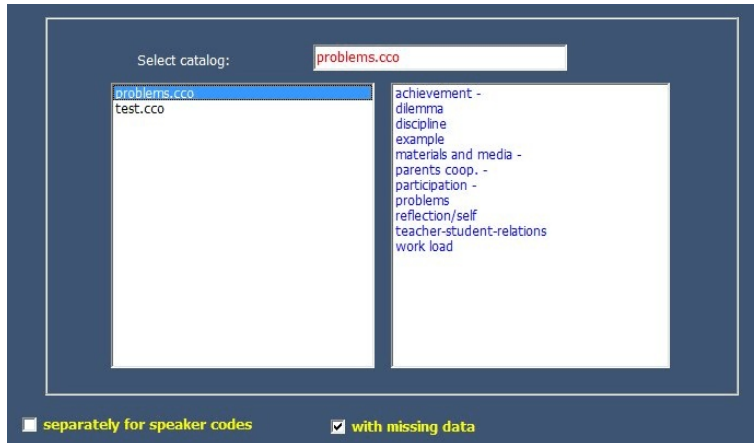 Select catalog:
problems.cco
problems.cco
test.cco
achievement -
dilemma
discipline
example
materials and media -
parents coop. -
participation -
problems
reflection/self
teacher-student-relations
work load
separately for speaker codes
with missing data